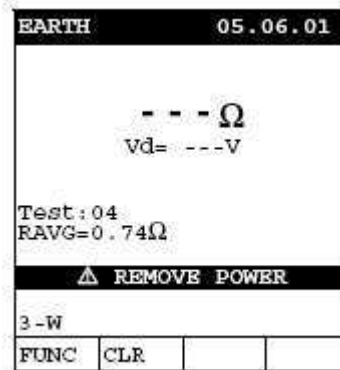 EARTH 05.06.01
- - - Ω
Vd= ---V
Test:04
RAVG=0.74Ω
⚠ REMOVE POWER
3-W
FUNC CLR